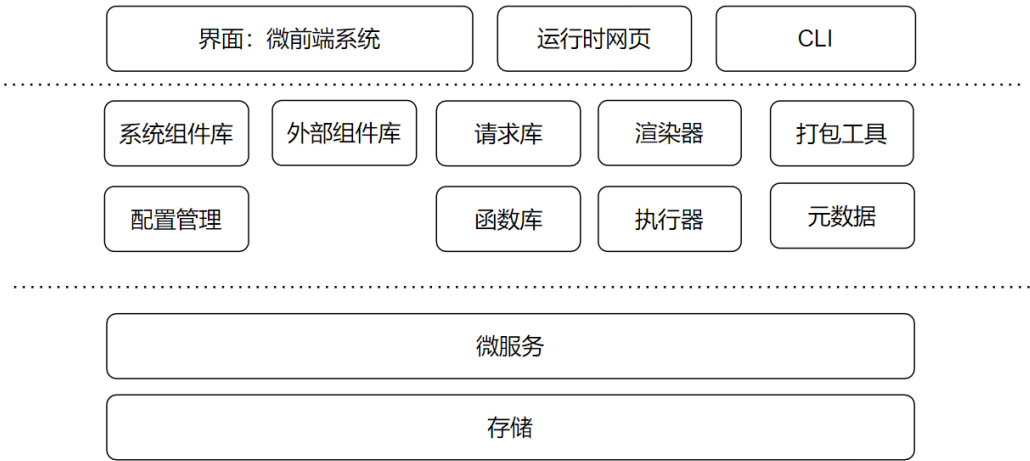 界面：微前端系统
运行时网页
CLI
系统组件库
外部组件库
请求库
渲染器
打包工具
配置管理
函数库
执行器
元数据
微服务
存储